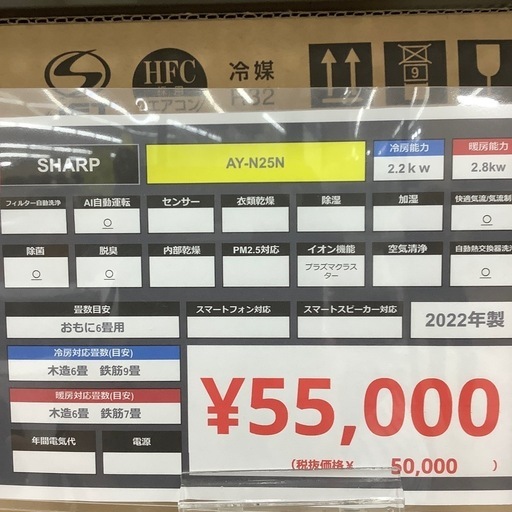 HFC
冷媒
R32
エアコン
9
SHARP
AY-N25N
冷房能力
2.2kw
暖房能力
2.8kw
フィルター自動洗浄
AI自動運転
○
センサー
衣類乾燥
除湿
加湿
快適気流/気流制
○
除菌
○
脱臭
○
内部乾燥
PM2.5対応
イオン機能
プラズマクラスター
空気清浄
自動熱交換器洗
○
畳数目安
おもに6畳用
スマートフォン対応
スマートスピーカー対応
2022年製
冷房対応畳数(目安)
木造6畳 鉄筋9畳
暖房対応畳数(目安)
木造6畳 鉄筋7畳
年間電気代
電源
¥55,000
(税抜価格¥ 50,000 )